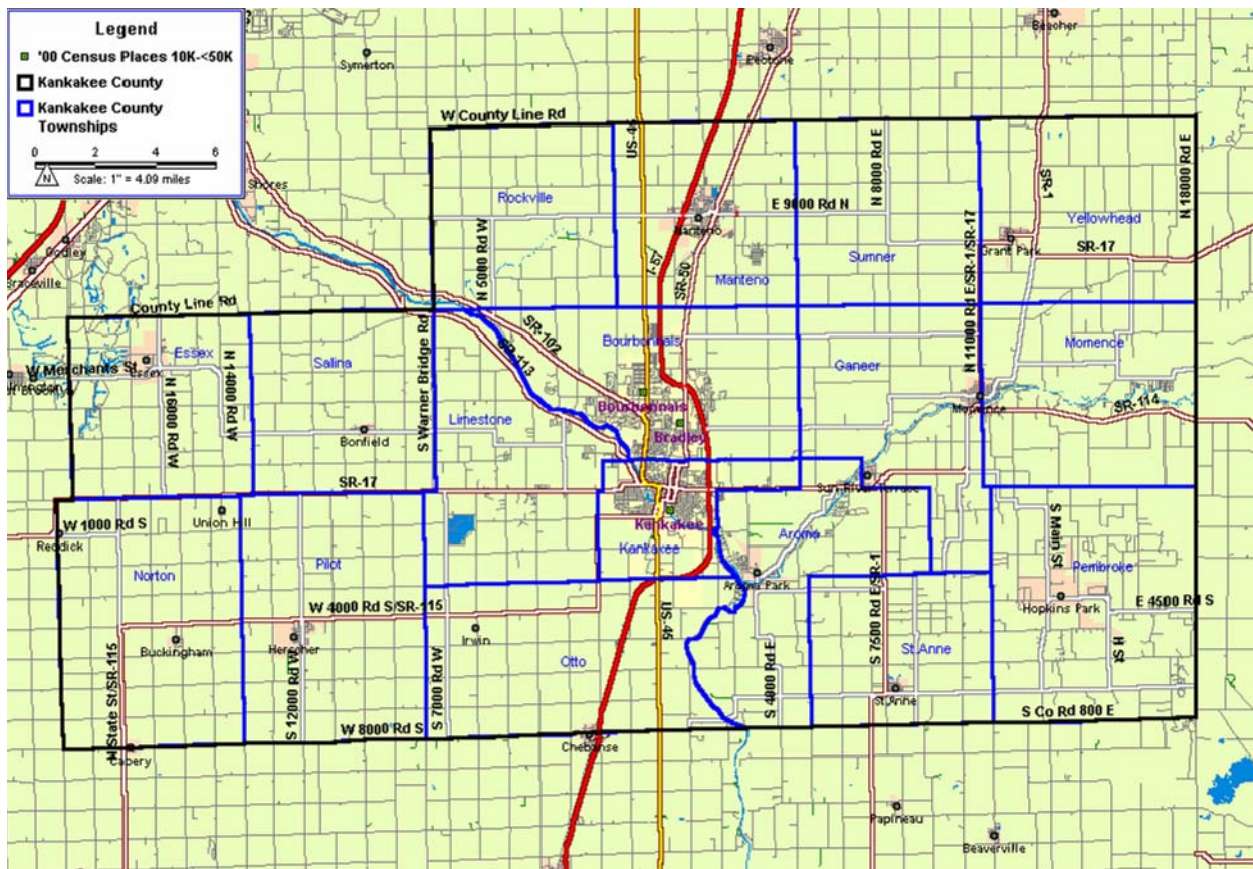 Legend
'00 Census Places 10K-<50K
Kankakee County
Kankakee County
Townships
0 2 4 6
N
Scale: 1" = 4.09 miles
Symerton
Peotone
Beecher
W County Line Rd
US-45
N 8000 Rd E
SR-1
N 18000 Rd E
Shores
Rockville
E 9000 Rd N
Manteno
Yellowhead
Godley
Grant Park
SR-17
Braceville
N 5000 Rd W
I-57
SR-50
Manteno
Sumner
N 11000 Rd E/SR-1/SR-17
County Line Rd
S Warner Bridge Rd
SR-102
SR-113
Essex
Sallina
Bourbonnais
Ganeer
Momence
W Merchants St
Essex
N 14000 Rd W
N 16000 Rd W
Bourbonnais
Momence
SR-114
Limestone
Bradley
Bonfield
SR-17
Sun River Terrace
Union Hill
W 1000 Rd S
Reddick
Kankakee
Kankakee
Aroma
S Main St
Norton
Pilot
Aroma Park
S 7500 Rd E/SR-1
Pembroke
W 4000 Rd S/SR-115
Hopkins Park
E 4500 Rd S
Buckingham
Herscher
Irwin
US-45
Otto
St.Anne
H St
N State St/SR-115
S 12000 Rd W
S 7000 Rd W
S 4000 Rd E
St.Anne
W 8000 Rd S
S Co Rd 800 E
Chebanse
Cabery
Papineau
Beaverville